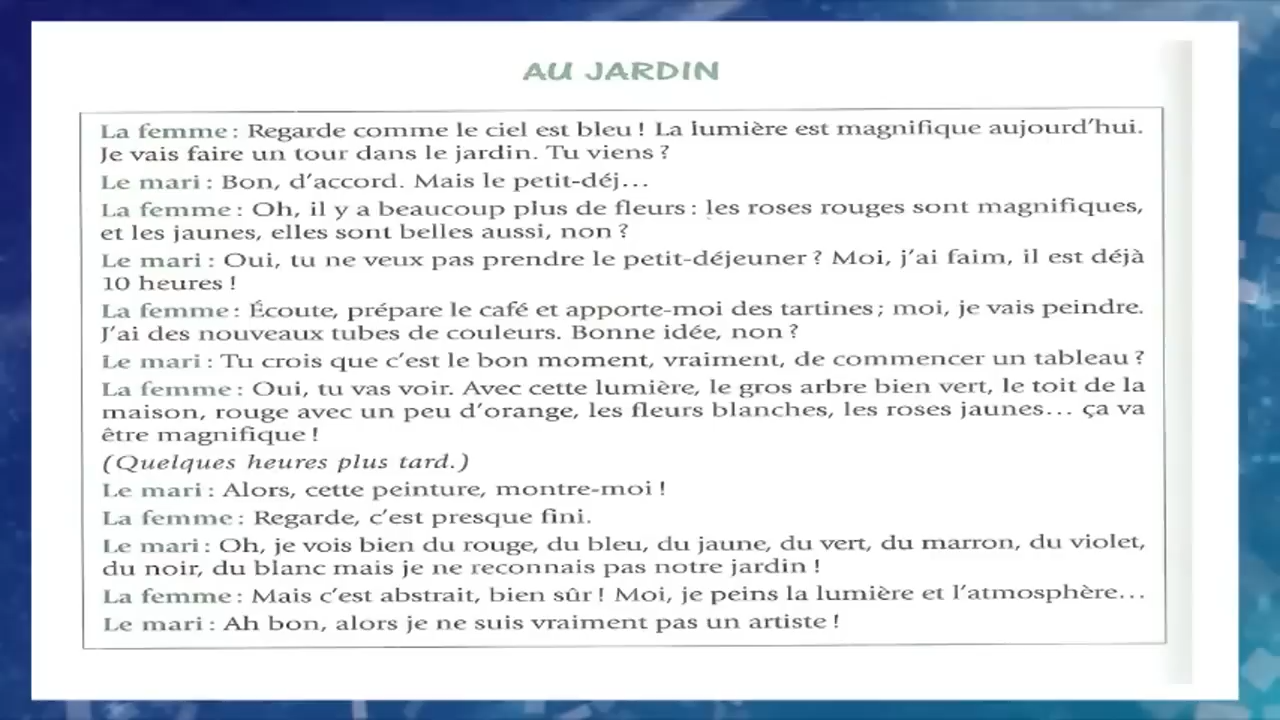 AU JARDIN
La femme : Regarde comme le ciel est bleu ! La lumière est magnifique aujourd'hui.
Je vais faire un tour dans le jardin. Tu viens ?
Le mari : Bon, d'accord. Mais le petit-déj...
La femme : Oh, il y a beaucoup plus de fleurs : les roses rouges sont magnifiques,
et les jaunes, elles sont belles aussi, non ?
Le mari : Oui, tu ne veux pas prendre le petit-déjeuner ? Moi, j'ai faim, il est déjà
10 heures !
La femme : Écoute, prépare le café et apporte-moi des tartines ; moi, je vais peindre.
J'ai des nouveaux tubes de couleurs. Bonne idée, non ?
Le mari : Tu crois que c'est le bon moment, vraiment, de commencer un tableau ?
La femme : Oui, tu vas voir. Avec cette lumière, le gros arbre bien vert, le toit de la
maison, rouge avec un peu d'orange, les fleurs blanches, les roses jaunes... ça va
être magnifique !
(Quelques heures plus tard.)
Le mari : Alors, cette peinture, montre-moi !
La femme : Regarde, c'est presque fini.
Le mari : Oh, je vois bien du rouge, du bleu, du jaune, du vert, du marron, du violet,
du noir, du blanc mais je ne reconnais pas notre jardin !
La femme : Mais c'est abstrait, bien sûr ! Moi, je peins la lumière et l'atmosphère...
Le mari : Ah bon, alors je ne suis vraiment pas un artiste !